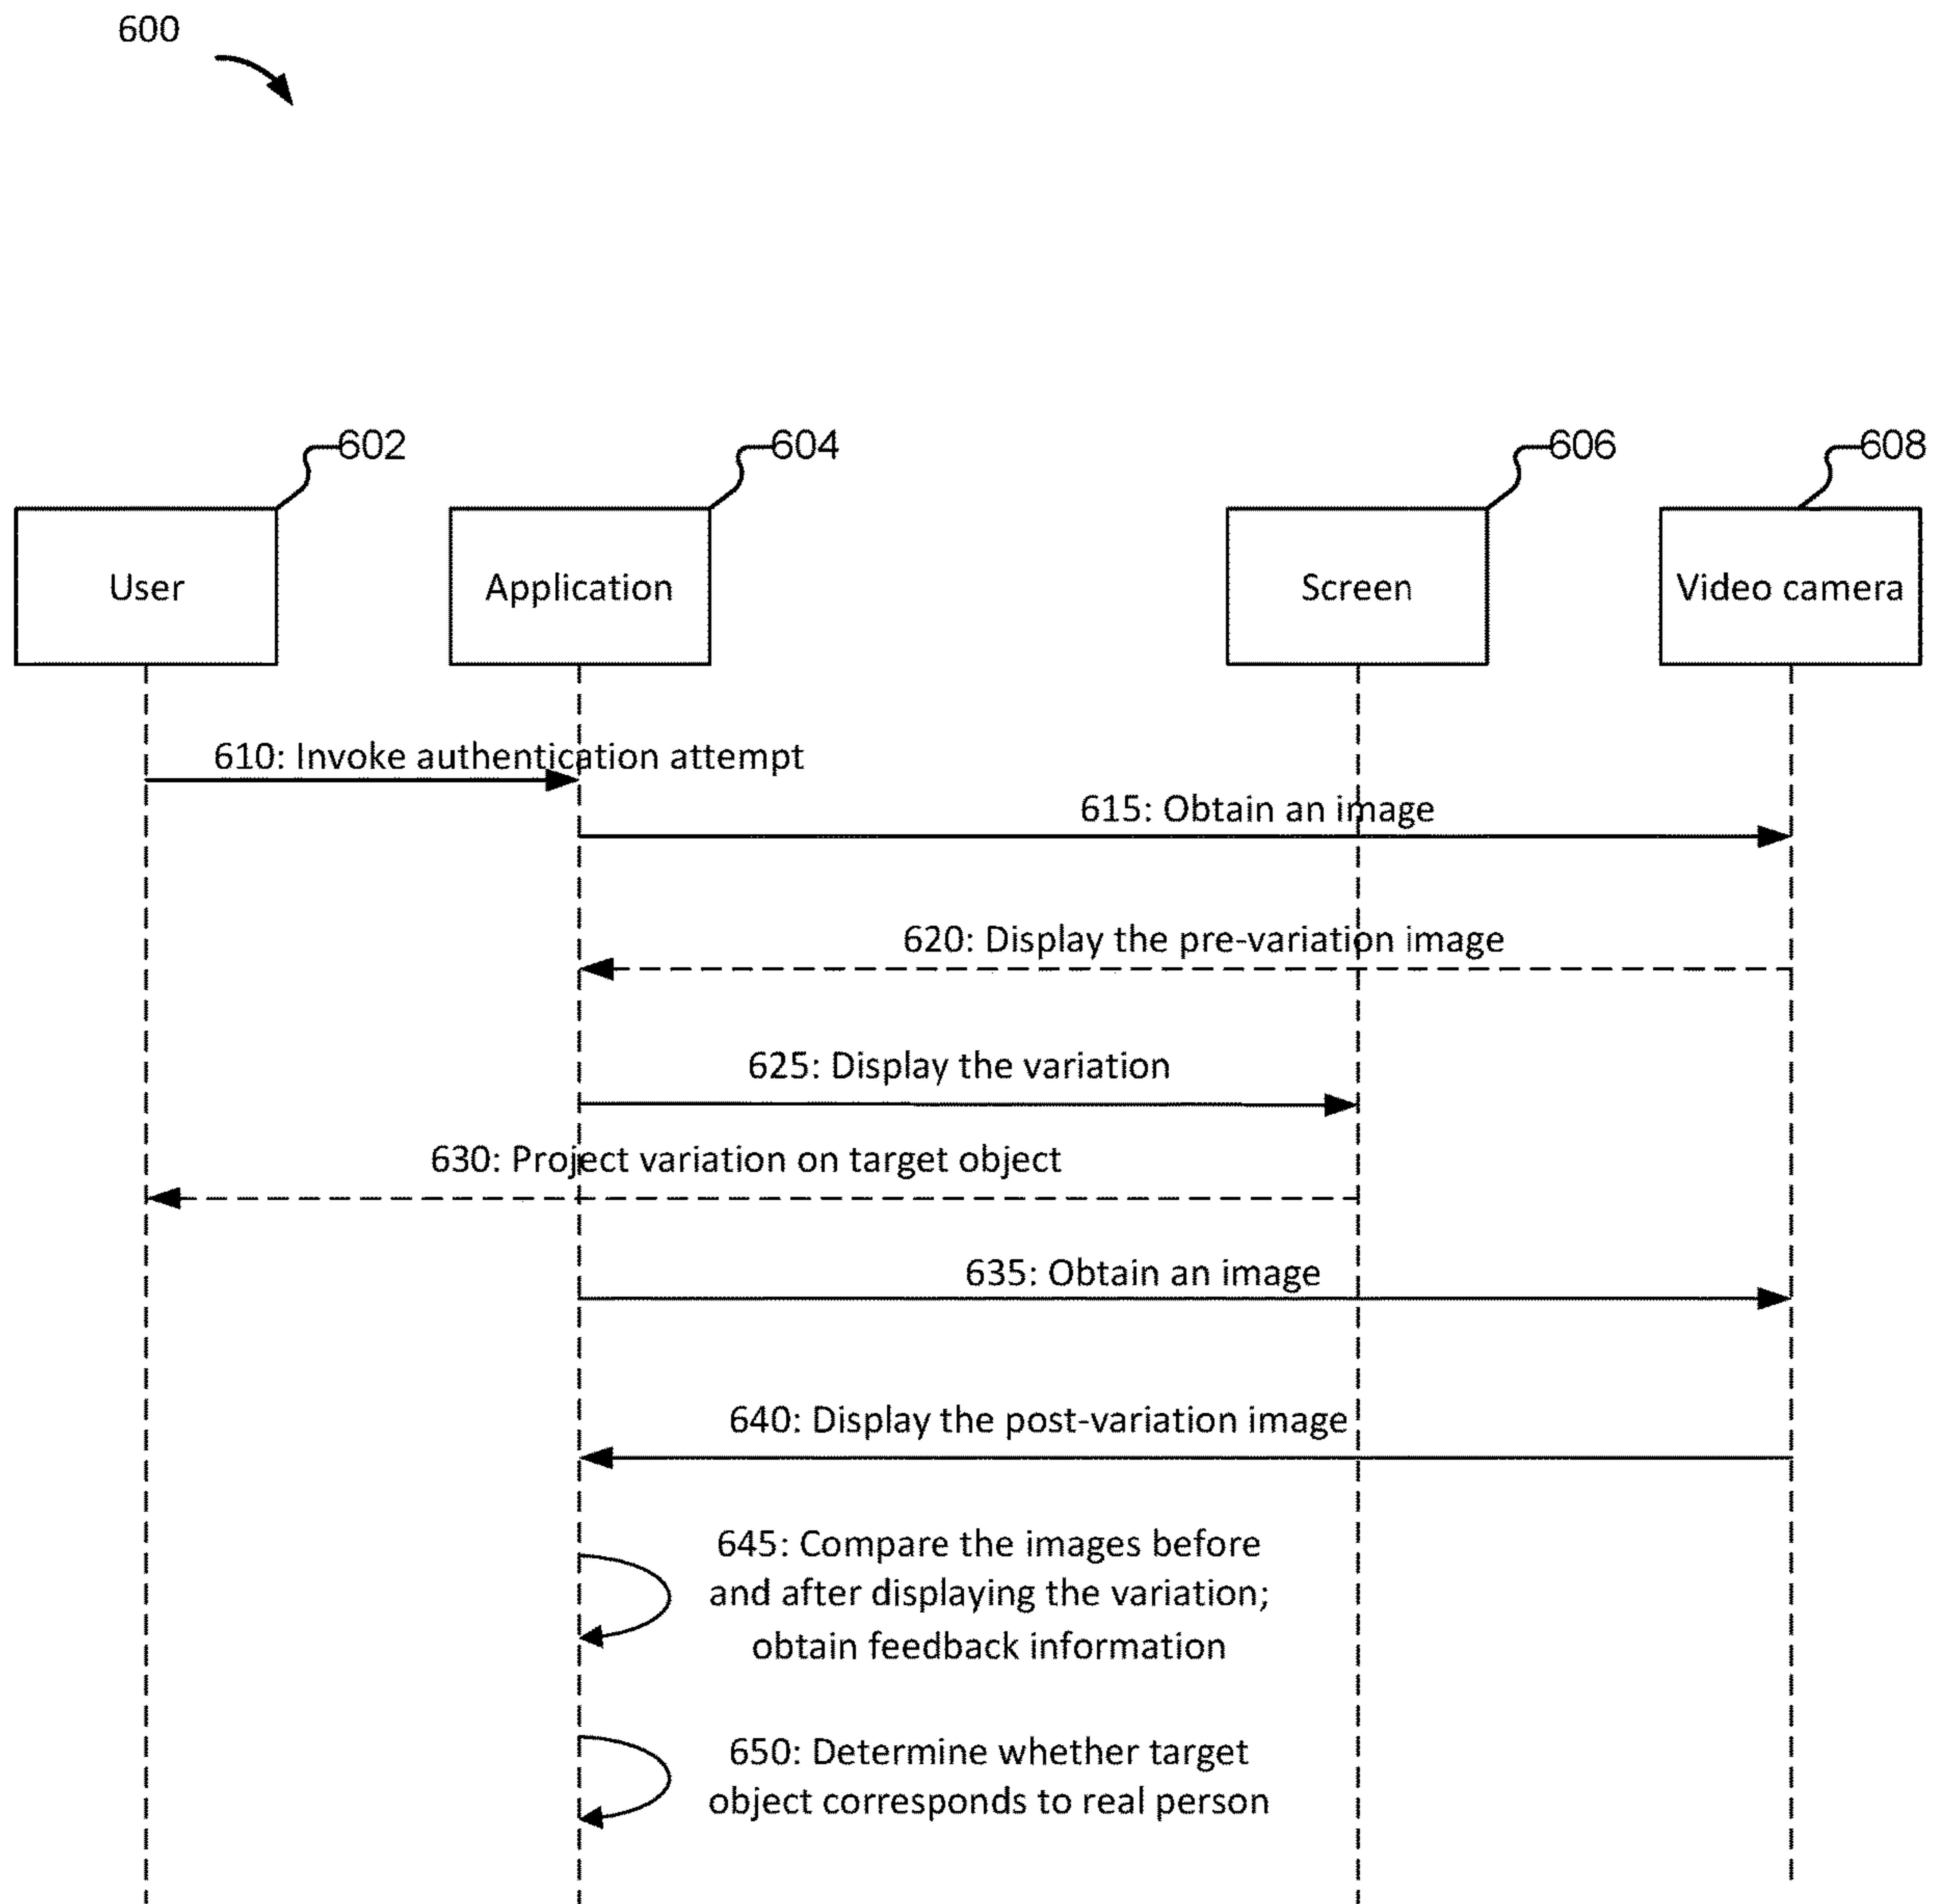 600
602
604
606
608
User
Application
Screen
Video camera
610: Invoke authentication attempt
615: Obtain an image
620: Display the pre-variation image
625: Display the variation
630: Project variation on target object
635: Obtain an image
640: Display the post-variation image
645: Compare the images before
and after displaying the variation;
obtain feedback information
650: Determine whether target
object corresponds to real person